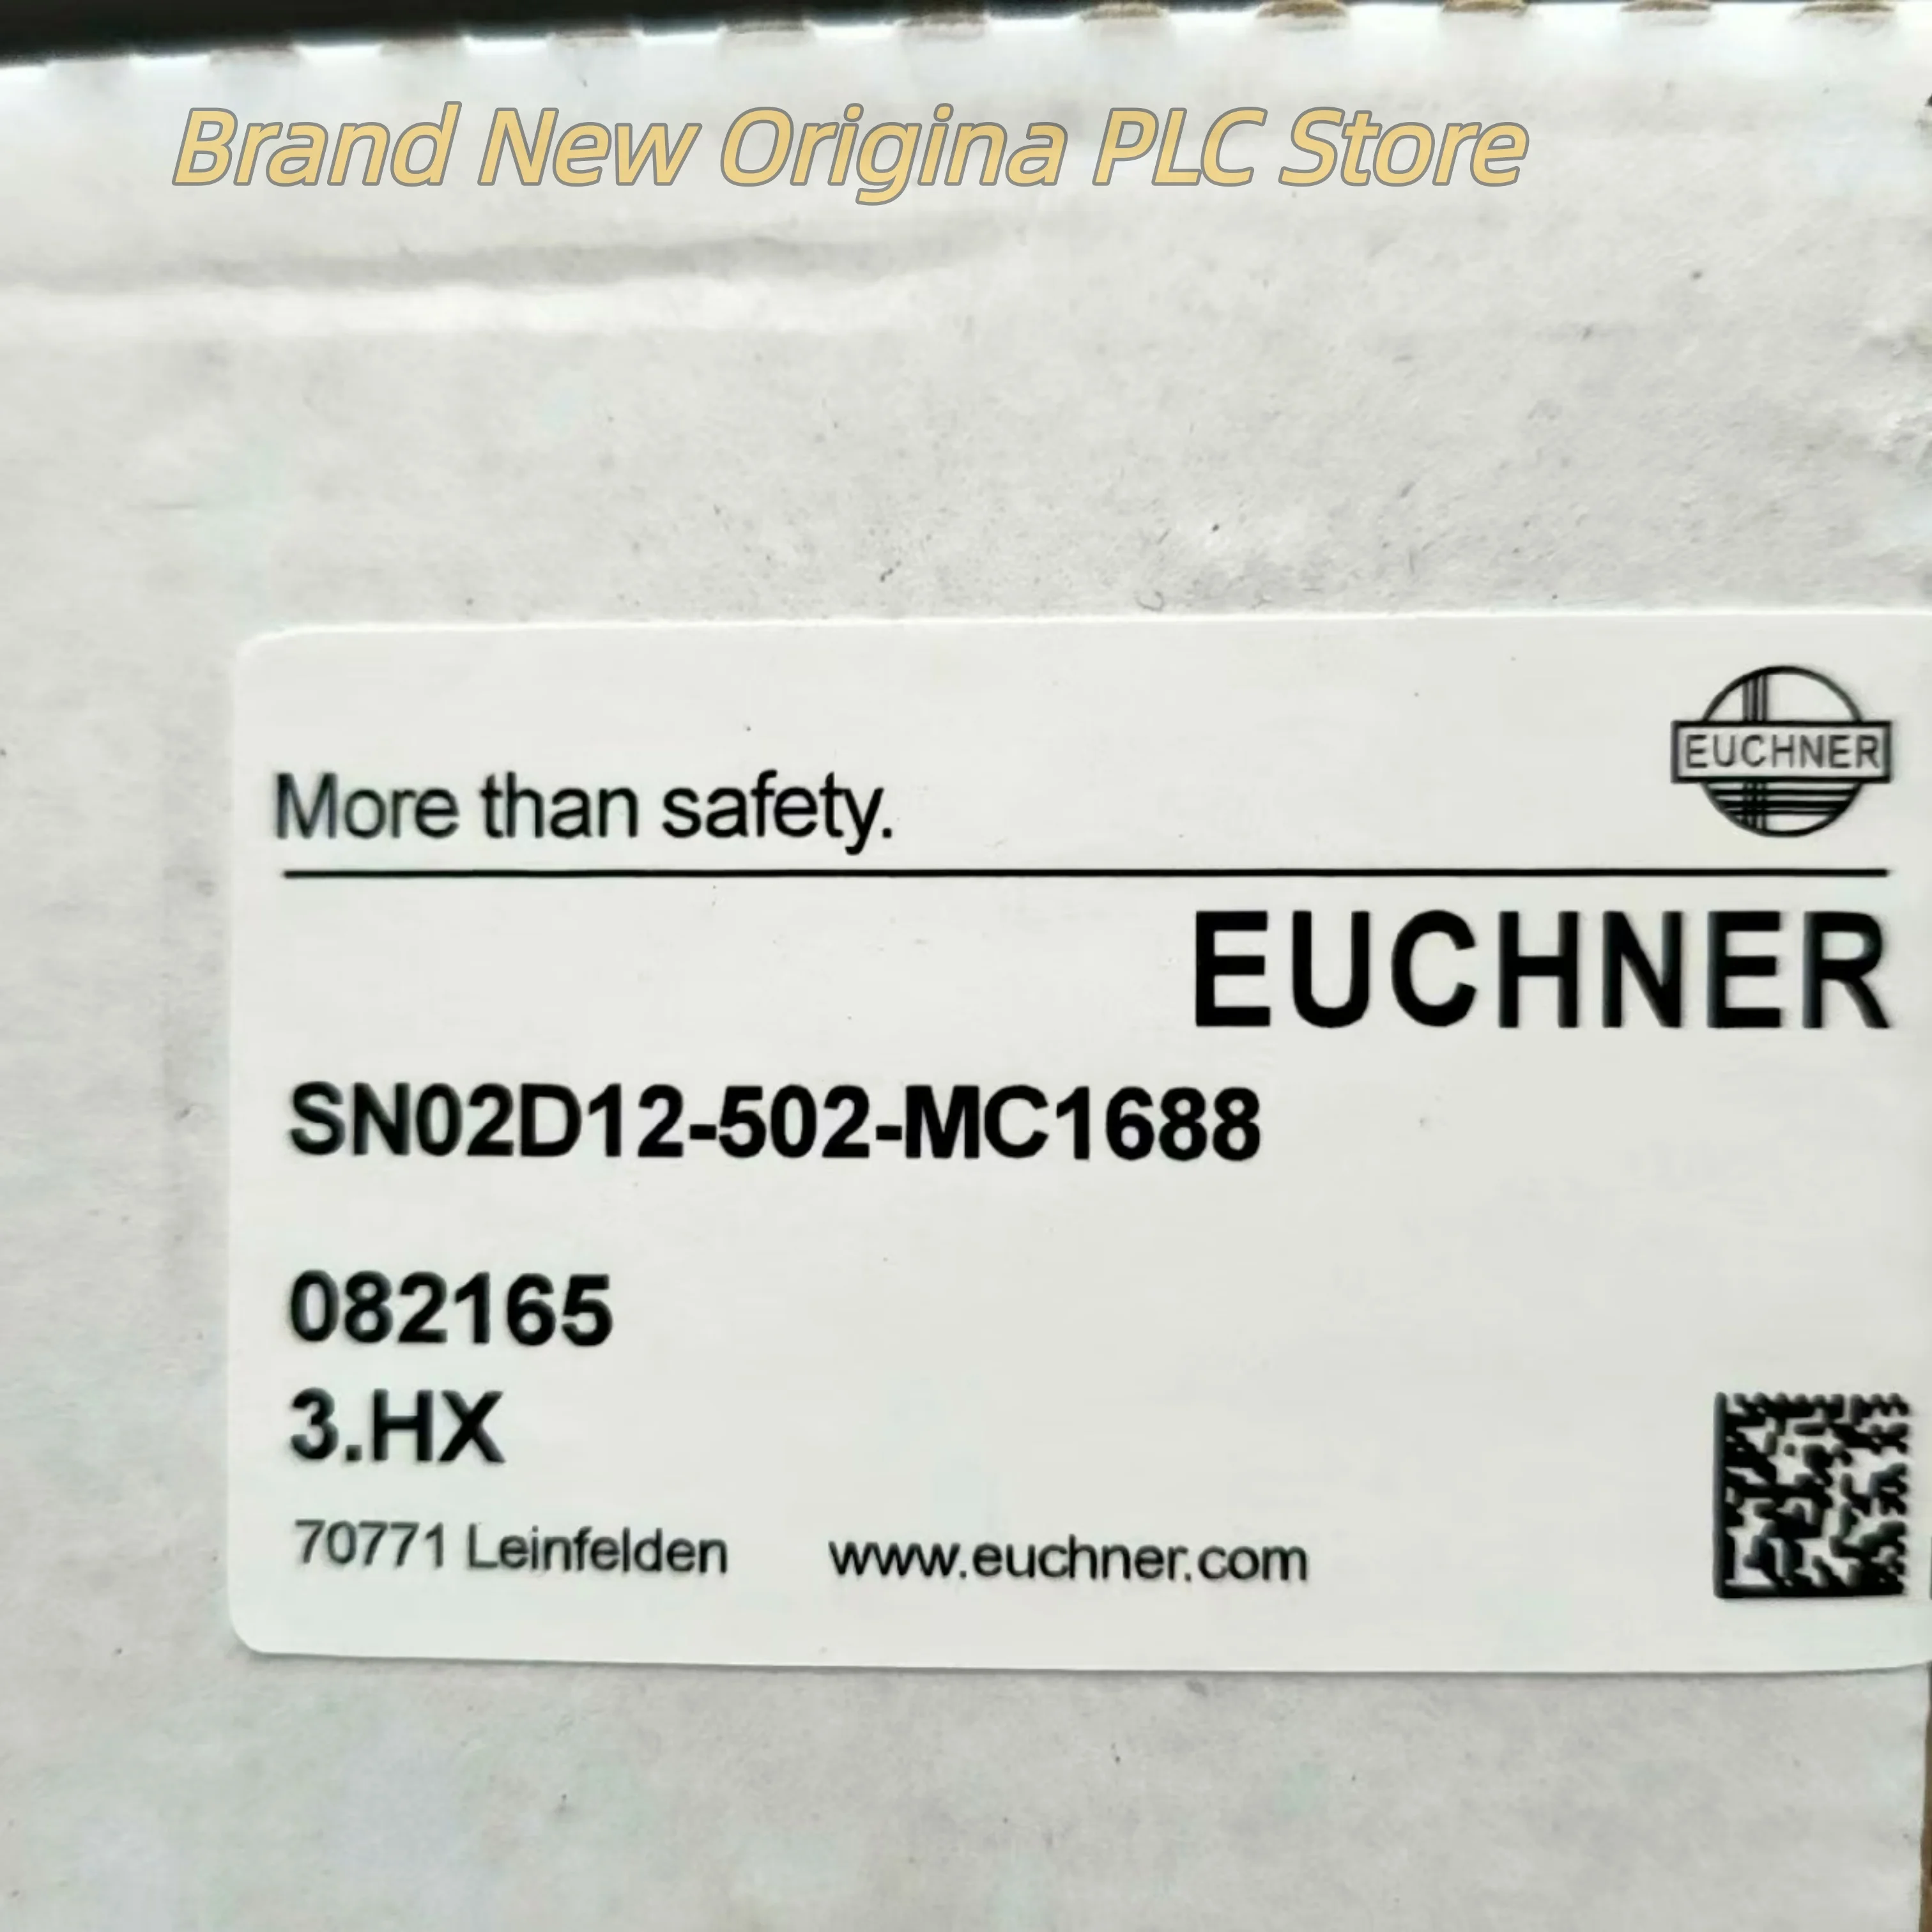 Brand New Origina PLC Store
EUCHNER
More than safety.
EUCHNER
SN02D12-502-MC1688
082165
3.HX
70771 Leinfelden www.euchner.com